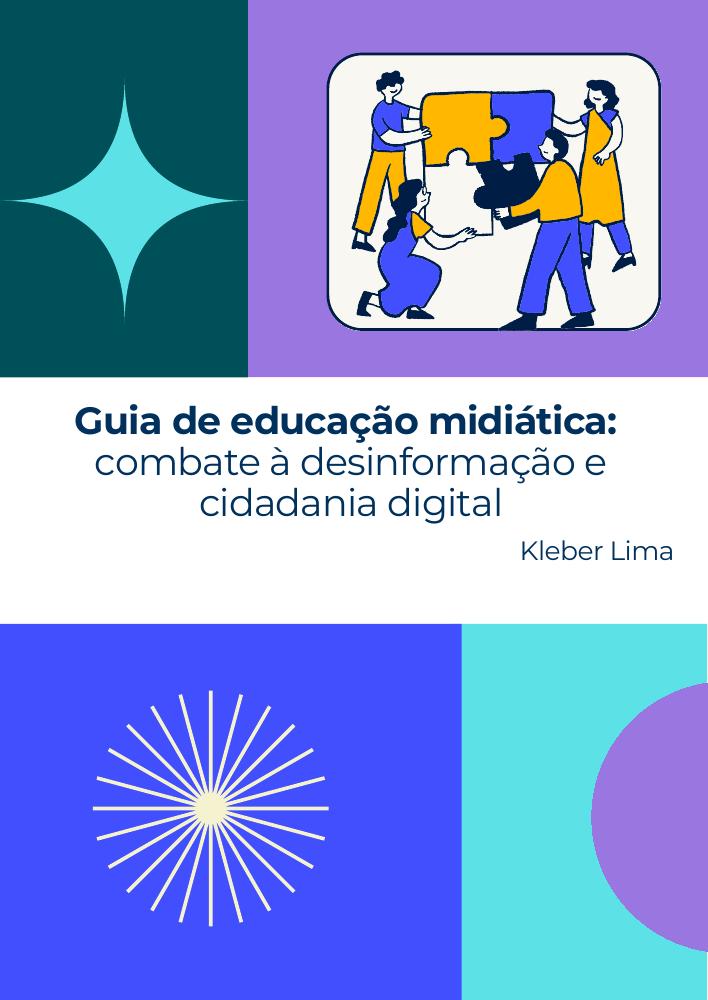 Guia de educação midiática:
combate à desinformação e
cidadania digital
Kleber Lima